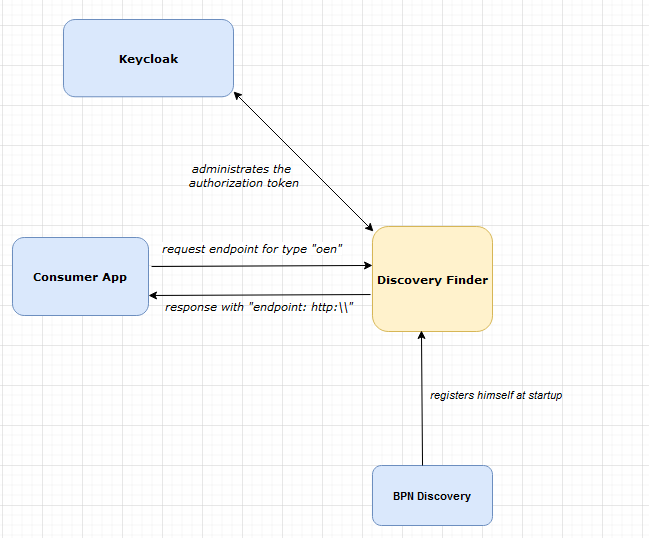 Keycloak
administrates the
authorization token
request endpoint for type "oen"
Consumer App
Discovery Finder
response with "endpoint: http:\\"
registers himself at startup
BPN Discovery